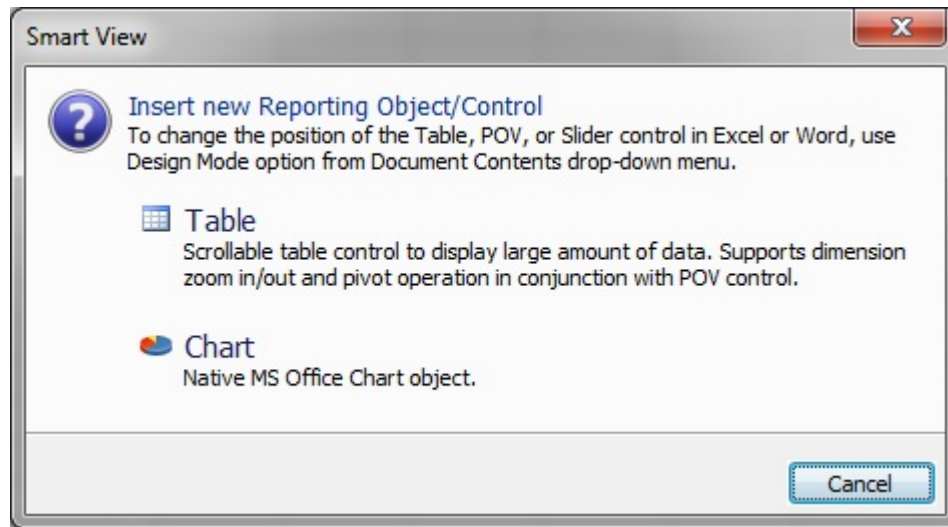 Smart View
Insert new Reporting Object/Control
To change the position of the Table, POV, or Slider control in Excel or Word, use
Design Mode option from Document Contents drop-down menu.
Table
Scrollable table control to display large amount of data. Supports dimension
zoom in/out and pivot operation in conjunction with POV control.
Chart
Native MS Office Chart object.
Cancel